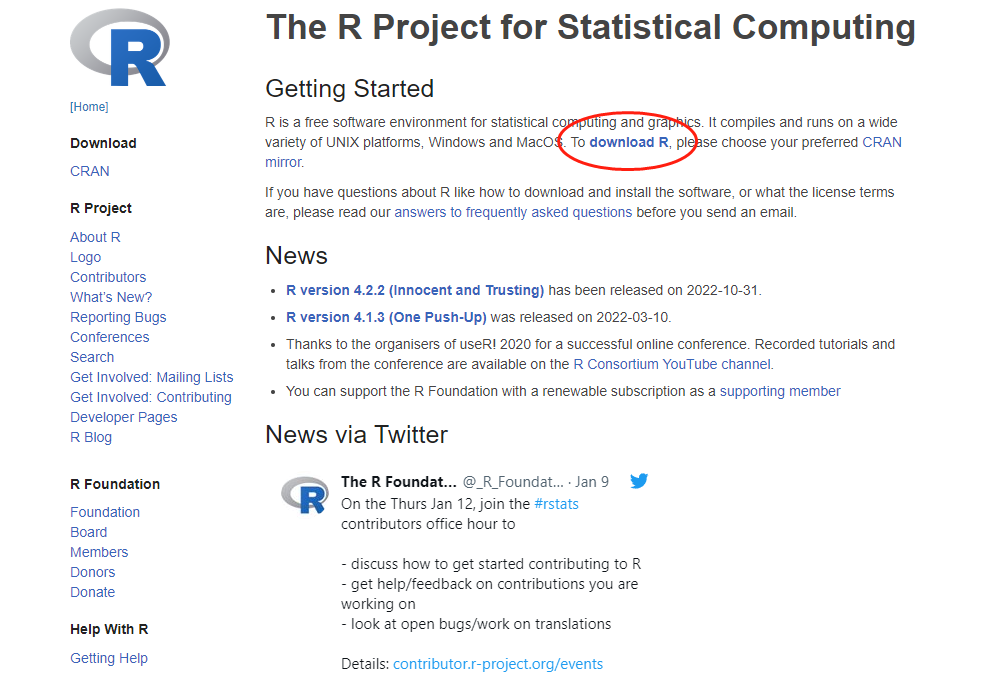 R
[Home]
Download
CRAN
R Project
About R
Logo
Contributors
What's New?
Reporting Bugs
Conferences
Search
Get Involved: Mailing Lists
Get Involved: Contributing
Developer Pages
R Blog
R Foundation
Foundation
Board
Members
Donors
Donate
Help With R
Getting Help
The R Project for Statistical Computing
Getting Started
R is a free software environment for statistical computing and graphics. It compiles and runs on a wide
variety of UNIX platforms, Windows and MacOS. To download R, please choose your preferred CRAN
mirror.
If you have questions about R like how to download and install the software, or what the license terms
are, please read our answers to frequently asked questions before you send an email.
News
• R version 4.2.2 (Innocent and Trusting) has been released on 2022-10-31.
• R version 4.1.3 (One Push-Up) was released on 2022-03-10.
• Thanks to the organisers of useR! 2020 for a successful online conference. Recorded tutorials and
talks from the conference are available on the R Consortium YouTube channel.
• You can support the R Foundation with a renewable subscription as a supporting member
News via Twitter
R
The R Foundat... @_R_Foundat... · Jan 9
On the Thurs Jan 12, join the #rstats
contributors office hour to
- discuss how to get started contributing to R
- get help/feedback on contributions you are
working on
- look at open bugs/work on translations
Details: contributor.r-project.org/events